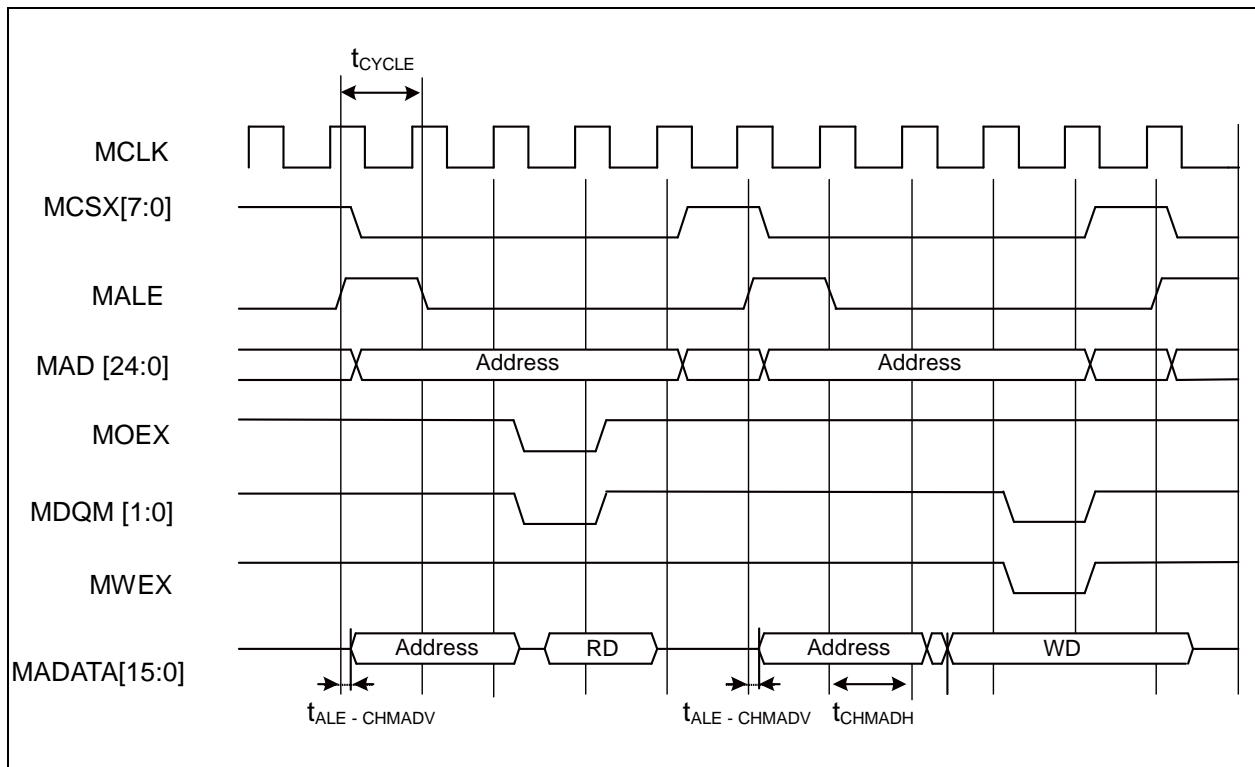 tCYCLE
MCLK
MCSX[7:0]
MALE
MAD [24:0]
Address
Address
MOEX
MDQM [1:0]
MWEX
MADATA[15:0]
Address
RD
Address
WD
tALE - CHMADV
tALE - CHMADV
tCHMADH